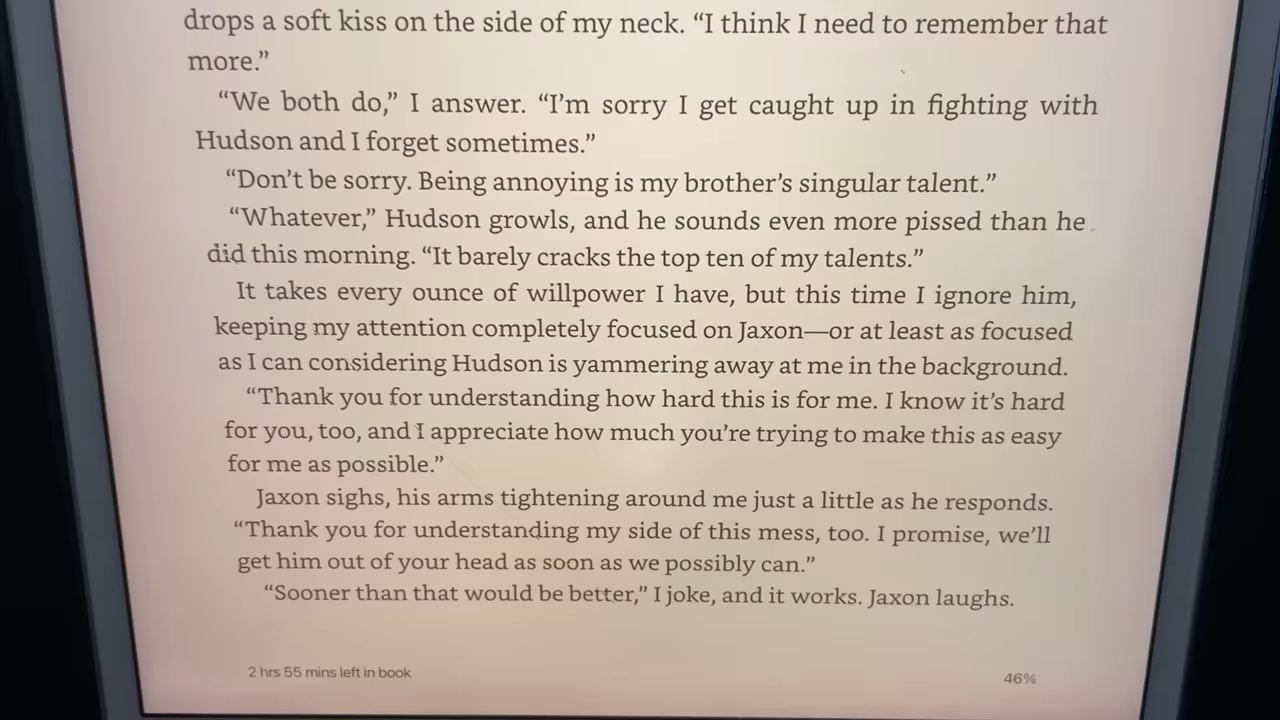 drops a soft kiss on the side of my neck. “I think I need to remember that
more.”
“We both do,” I answer. “I’m sorry I get caught up in fighting with
Hudson and I forget sometimes.”
“Don’t be sorry. Being annoying is my brother’s singular talent.”
“Whatever,” Hudson growls, and he sounds even more pissed than he
did this morning. “It barely cracks the top ten of my talents.”
It takes every ounce of willpower I have, but this time I ignore him,
keeping my attention completely focused on Jaxon—or at least as focused
as I can considering Hudson is yammering away at me in the background.
“Thank you for understanding how hard this is for me. I know it’s hard
for you, too, and I appreciate how much you’re trying to make this as easy
for me as possible.”
Jaxon sighs, his arms tightening around me just a little as he responds.
“Thank you for understanding my side of this mess, too. I promise, we’ll
get him out of your head as soon as we possibly can.”
“Sooner than that would be better,” I joke, and it works. Jaxon laughs.
2 hrs 55 mins left in book
46%